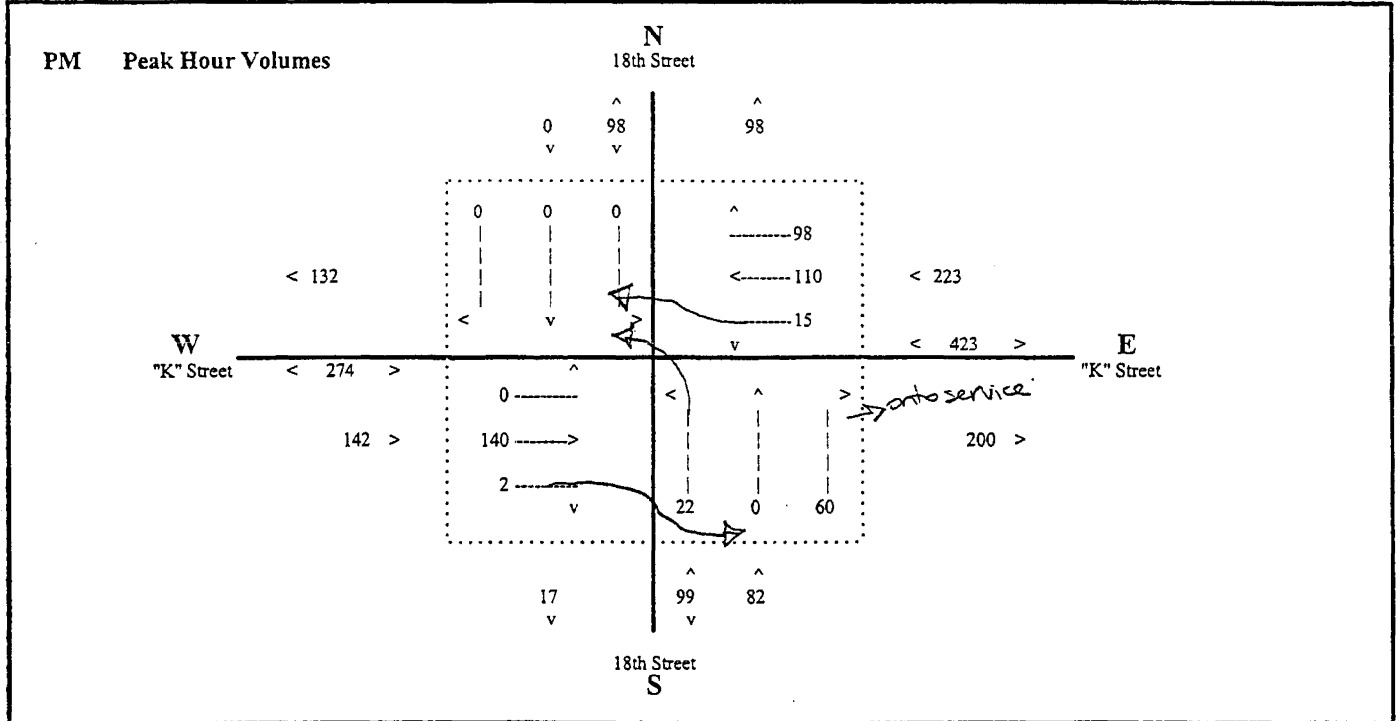 N
PM Peak Hour Volumes
18th Street
^ ^
0 98 98
v v
0 0 0 ^
---------98
< 132 <--------110 < 223
< v > ---------15
W v < 423 > E
"K" Street < 274 > ^ "K" Street
0 --------- < ^ > onto service
142 > 140 --------> 200 >
2 ---------
v 22 0 60
^ ^
17 99 82
v v
18th Street
S